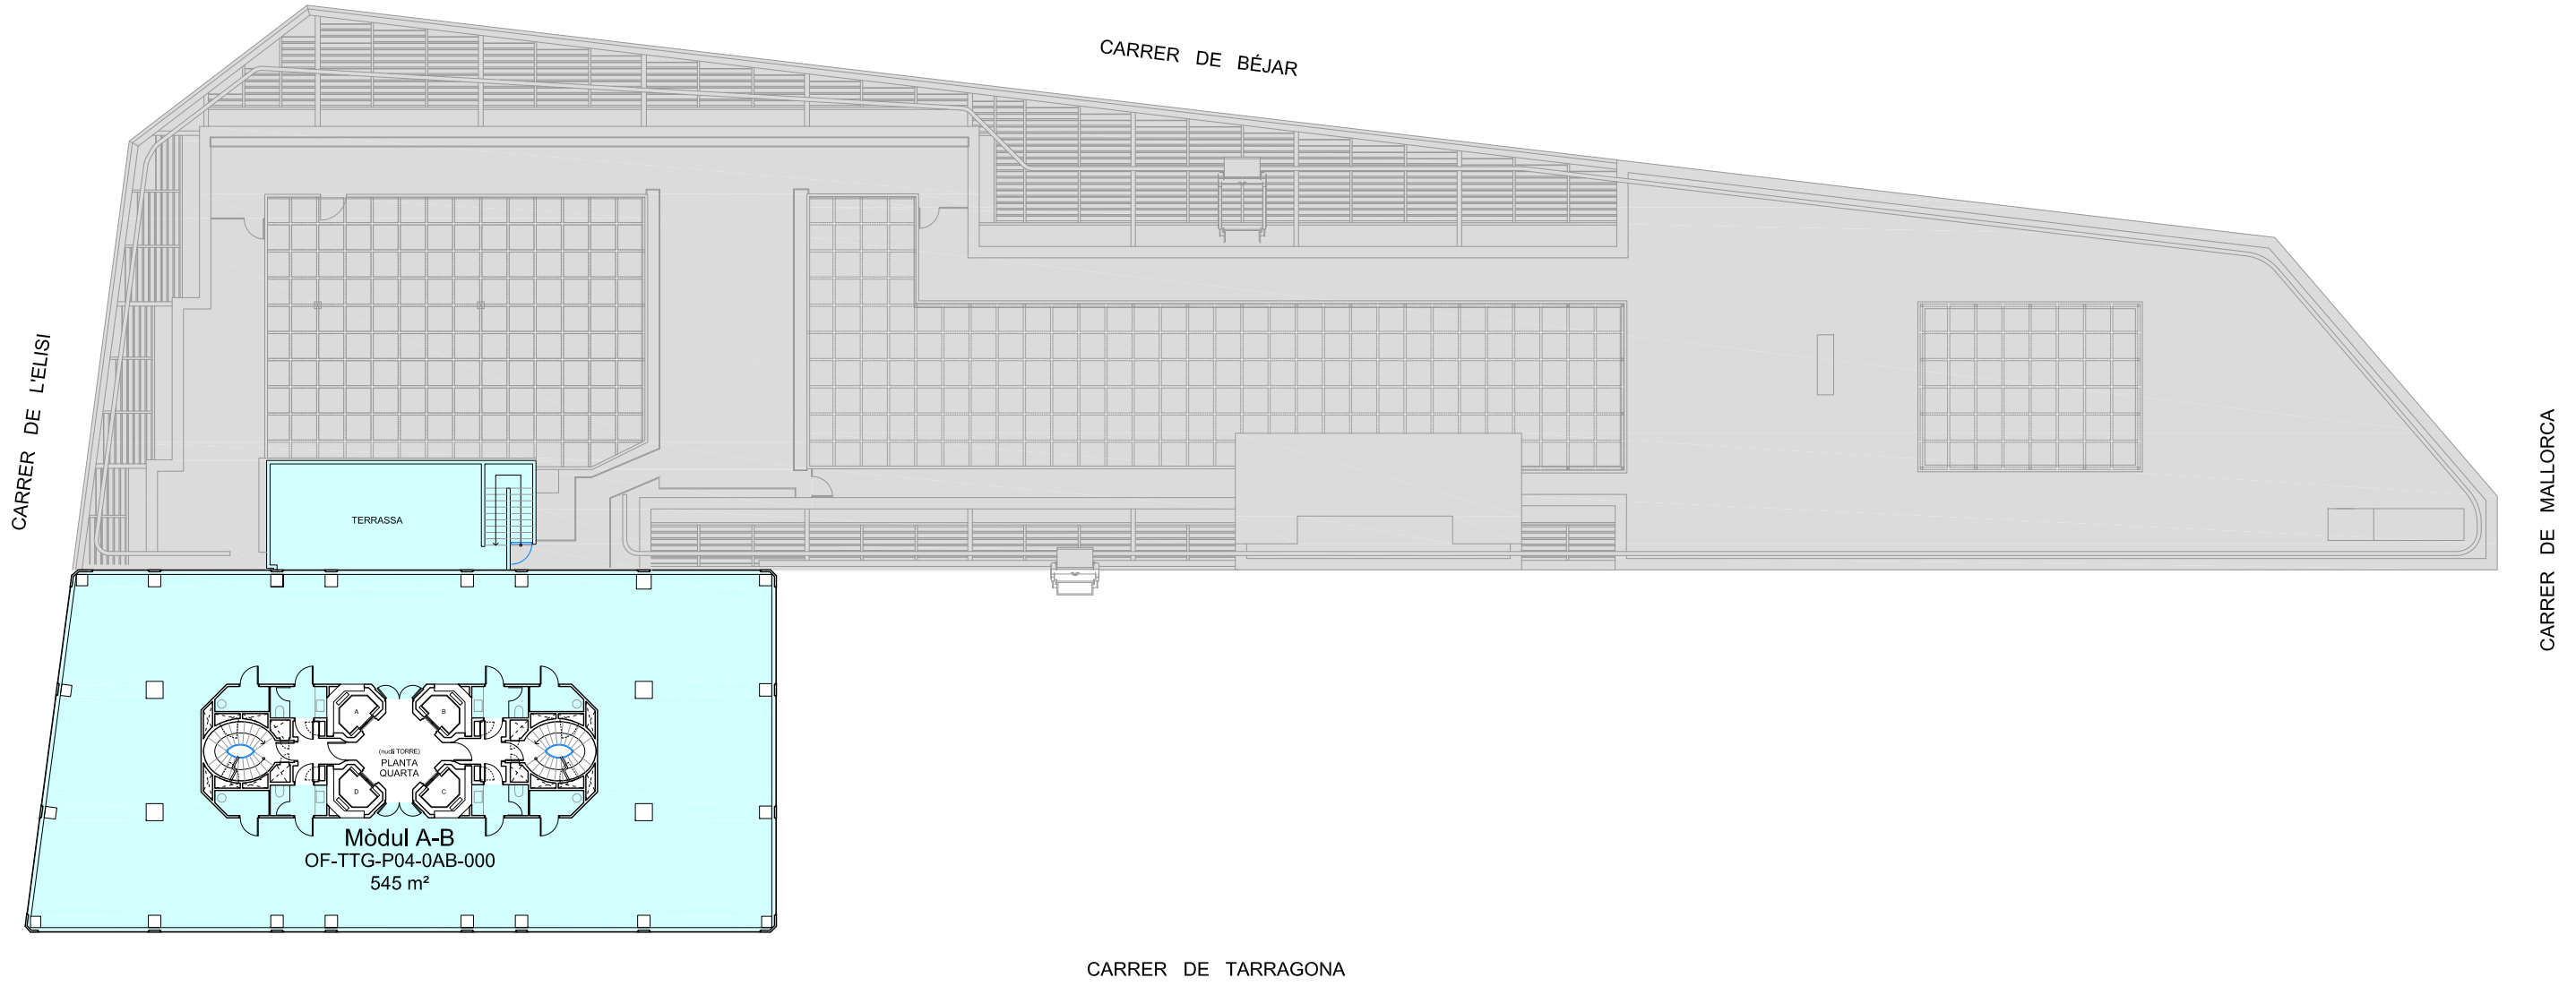 CARRER DE BÉJAR
CARRER DE L'ELISI
CARRER DE MALLORCA
TERRASSA
A
B
(nucli TORRE)
PLANTA
QUARTA
D
C
Mòdul A-B
OF-TTG-P04-0AB-000
545 m²
CARRER DE TARRAGONA